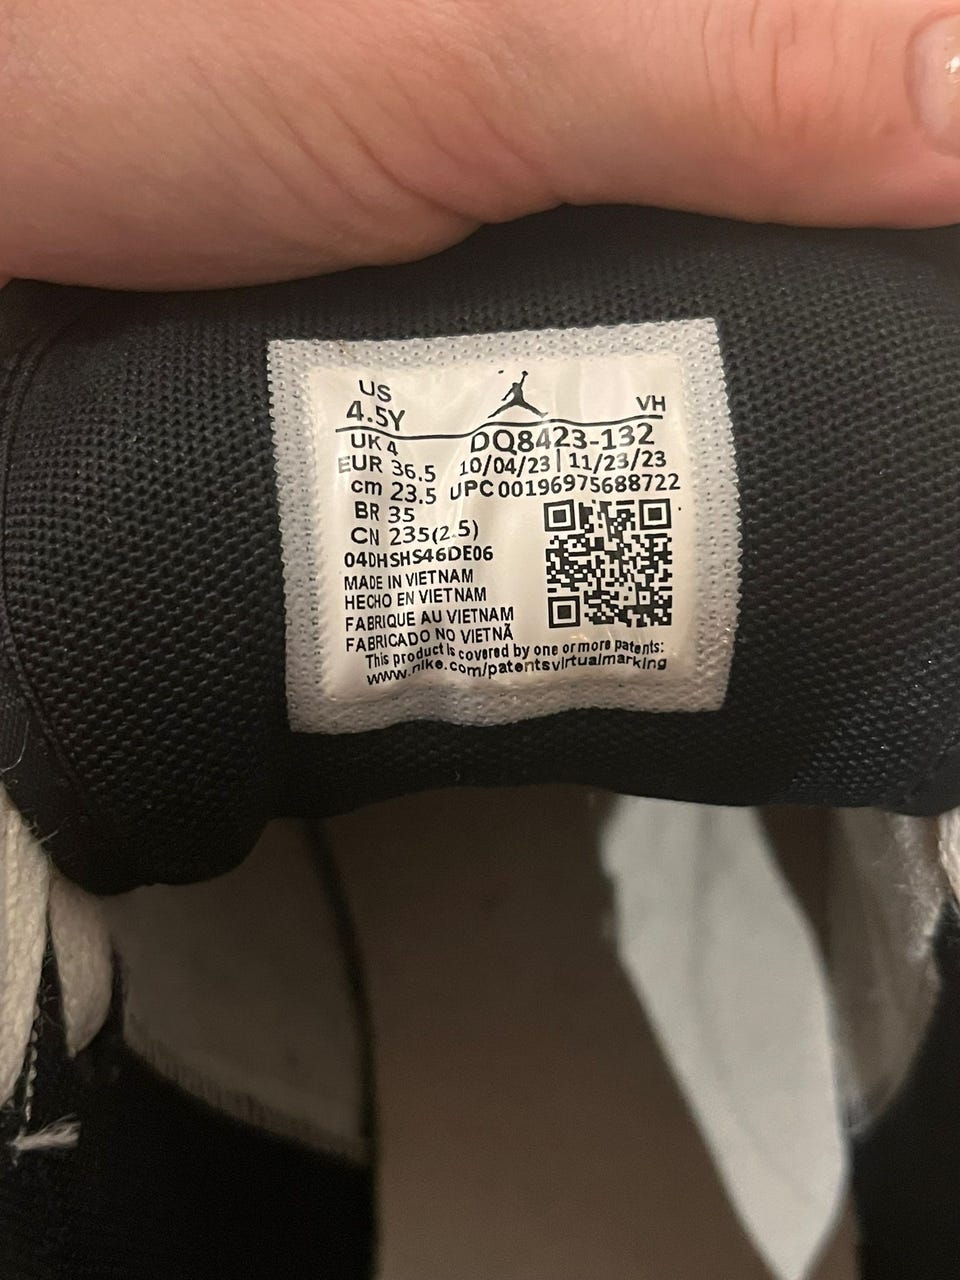 US
4.5Y
VH
UK 4
DQ8423-132
EUR 36.5
10/04/23 | 11/23/23
cm 23.5
UPC 00196975688722
BR 35
CN 235(2.5)
04DHSHS46DE06
MADE IN VIETNAM
HECHO EN VIETNAM
FABRIQUE AU VIETNAM
FABRICADO NO VIETNÃ
This product is covered by one or more patents:
www.nike.com/patentsvirtualmarking